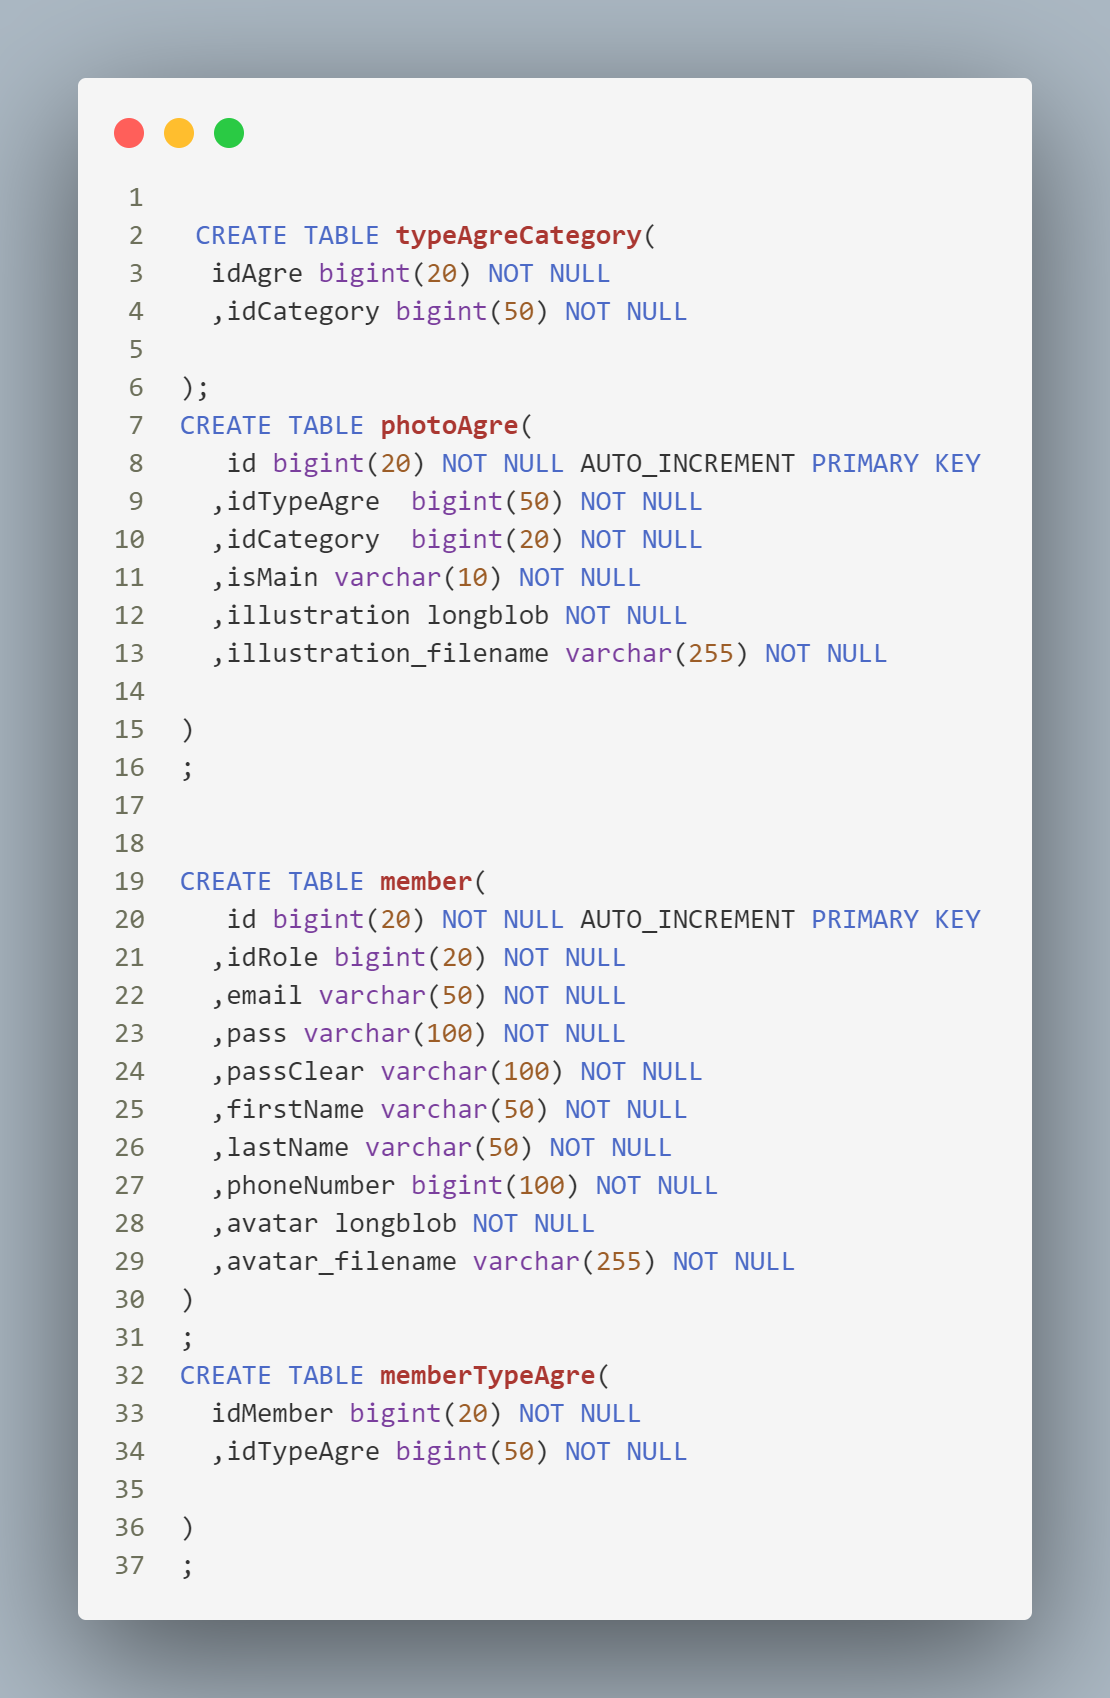 1
2 CREATE TABLE typeAgreCategory(
3 idAgre bigint(20) NOT NULL
4 ,idCategory bigint(50) NOT NULL
5
6 );
7 CREATE TABLE photoAgre(
8 id bigint(20) NOT NULL AUTO_INCREMENT PRIMARY KEY
9 ,idTypeAgre  bigint(50) NOT NULL
10 ,idCategory  bigint(20) NOT NULL
11 ,isMain varchar(10) NOT NULL
12 ,illustration longblob NOT NULL
13 ,illustration_filename varchar(255) NOT NULL
14
15 )
16 ;
17
18
19 CREATE TABLE member(
20 id bigint(20) NOT NULL AUTO_INCREMENT PRIMARY KEY
21 ,idRole bigint(20) NOT NULL
22 ,email varchar(50) NOT NULL
23 ,pass varchar(100) NOT NULL
24 ,passClear varchar(100) NOT NULL
25 ,firstName varchar(50) NOT NULL
26 ,lastName varchar(50) NOT NULL
27 ,phoneNumber bigint(100) NOT NULL
28 ,avatar longblob NOT NULL
29 ,avatar_filename varchar(255) NOT NULL
30 )
31 ;
32 CREATE TABLE memberTypeAgre(
33 idMember bigint(20) NOT NULL
34 ,idTypeAgre bigint(50) NOT NULL
35
36 )
37 ;